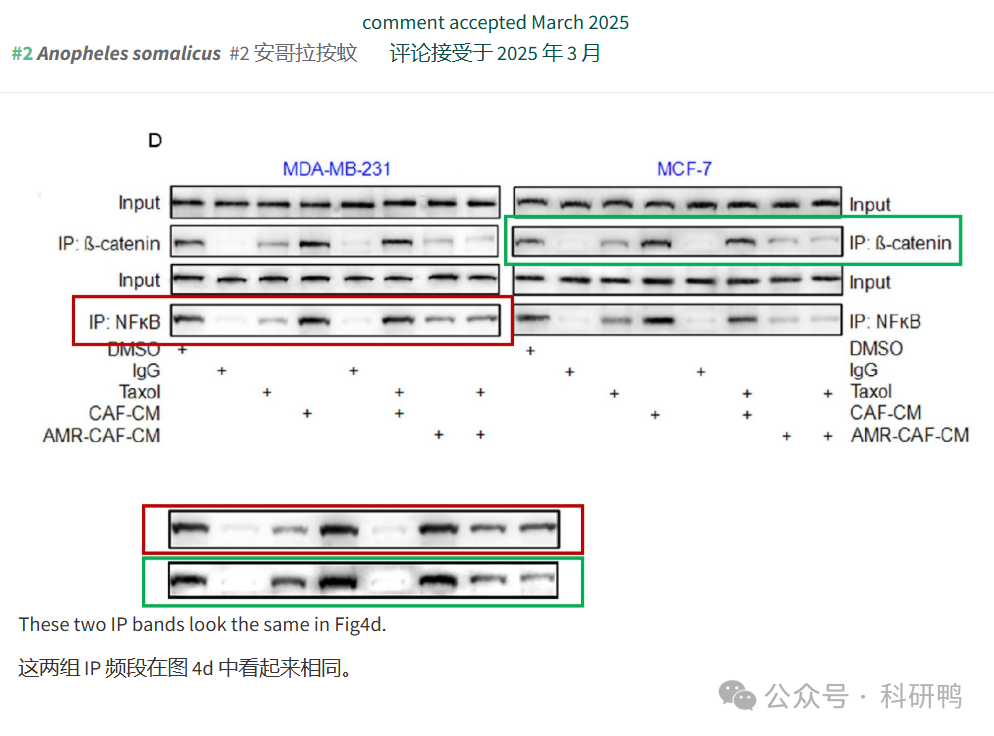 comment accepted March 2025
#2 Anopheles somalicus #2 安哥拉按蚊 评论接受于 2025 年 3 月
D
MDA-MB-231 MCF-7
Input Input
IP: ß-catenin IP: ß-catenin
Input Input
IP: NFκB IP: NFκB
DMSO + + DMSO
IgG + + + + IgG
Taxol + + + + + + Taxol
CAF-CM + + + + CAF-CM
AMR-CAF-CM + + + + AMR-CAF-CM
These two IP bands look the same in Fig4d.
这两组 IP 频段在图 4d 中看起来相同。
公众号 · 科研鸭